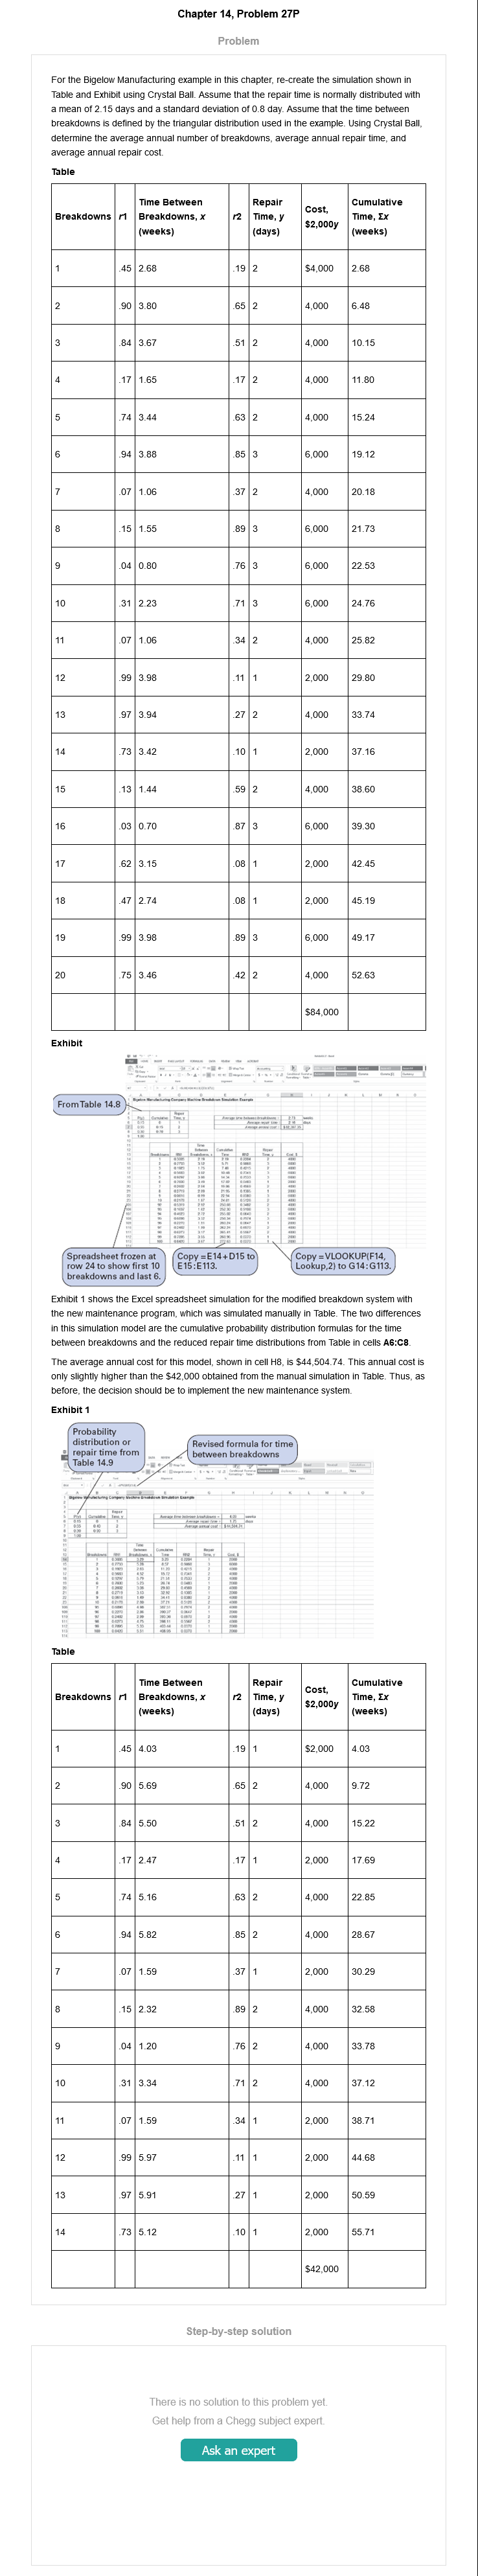 Chapter 14, Problem 27P
Problem
For the Bigelow Manufacturing example in this chapter, re-create the simulation shown in
Table and Exhibit using Crystal Ball. Assume that the repair time is normally distributed with
a mean of 2.15 days and a standard deviation of 0.8 day. Assume that the time between
breakdowns is defined by the triangular distribution used in the example. Using Crystal Ball,
determine the average annual number of breakdowns, average annual repair time, and
average annual repair cost.
Table
Breakdowns r1 Time Between Breakdowns, x (weeks) r2 Repair Time, y (days) Cost, $2,000y Cumulative Time, Σx (weeks)
1 .45 2.68 .19 2 $4,000 2.68
2 .90 3.80 .65 2 4,000 6.48
3 .84 3.67 .51 2 4,000 10.15
4 .17 1.65 .17 2 4,000 11.80
5 .74 3.44 .63 2 4,000 15.24
6 .94 3.88 .85 3 6,000 19.12
7 .07 1.06 .37 2 4,000 20.18
8 .15 1.55 .89 3 6,000 21.73
9 .04 0.80 .76 3 6,000 22.53
10 .31 2.23 .71 3 6,000 24.76
11 .07 1.06 .34 2 4,000 25.82
12 .99 3.98 .11 1 2,000 29.80
13 .97 3.94 .27 2 4,000 33.74
14 .73 3.42 .10 1 2,000 37.16
15 .13 1.44 .59 2 4,000 38.60
16 .03 0.70 .87 3 6,000 39.30
17 .62 3.15 .08 1 2,000 42.45
18 .47 2.74 .08 1 2,000 45.19
19 .99 3.98 .89 3 6,000 49.17
20 .75 3.46 .42 2 4,000 52.63
$84,000
Exhibit
From Table 14.8
Spreadsheet frozen at
row 24 to show first 10
breakdowns and last 6.
Copy =E14+D15 to
E15:E113.
Copy =VLOOKUP(F14,
Lookup,2) to G14:G113.
Exhibit 1 shows the Excel spreadsheet simulation for the modified breakdown system with
the new maintenance program, which was simulated manually in Table. The two differences
in this simulation model are the cumulative probability distribution formulas for the time
between breakdowns and the reduced repair time distributions from Table in cells A6:C8.
The average annual cost for this model, shown in cell H8, is $44,504.74. This annual cost is
only slightly higher than the $42,000 obtained from the manual simulation in Table. Thus, as
before, the decision should be to implement the new maintenance system.
Exhibit 1
Probability
distribution or
repair time from
Table 14.9
Revised formula for time
between breakdowns
Table
Breakdowns r1 Time Between Breakdowns, x (weeks) r2 Repair Time, y (days) Cost, $2,000y Cumulative Time, Σx (weeks)
1 .45 4.03 .19 1 $2,000 4.03
2 .90 5.69 .65 2 4,000 9.72
3 .84 5.50 .51 2 4,000 15.22
4 .17 2.47 .17 1 2,000 17.69
5 .74 5.16 .63 2 4,000 22.85
6 .94 5.82 .85 2 4,000 28.67
7 .07 1.59 .37 1 2,000 30.29
8 .15 2.32 .89 2 4,000 32.58
9 .04 1.20 .76 2 4,000 33.78
10 .31 3.34 .71 2 4,000 37.12
11 .07 1.59 .34 1 2,000 38.71
12 .99 5.97 .11 1 2,000 44.68
13 .97 5.91 .27 1 2,000 50.59
14 .73 5.12 .10 1 2,000 55.71
$42,000
Step-by-step solution
There is no solution to this problem yet.
Get help from a Chegg subject expert.
Ask an expert